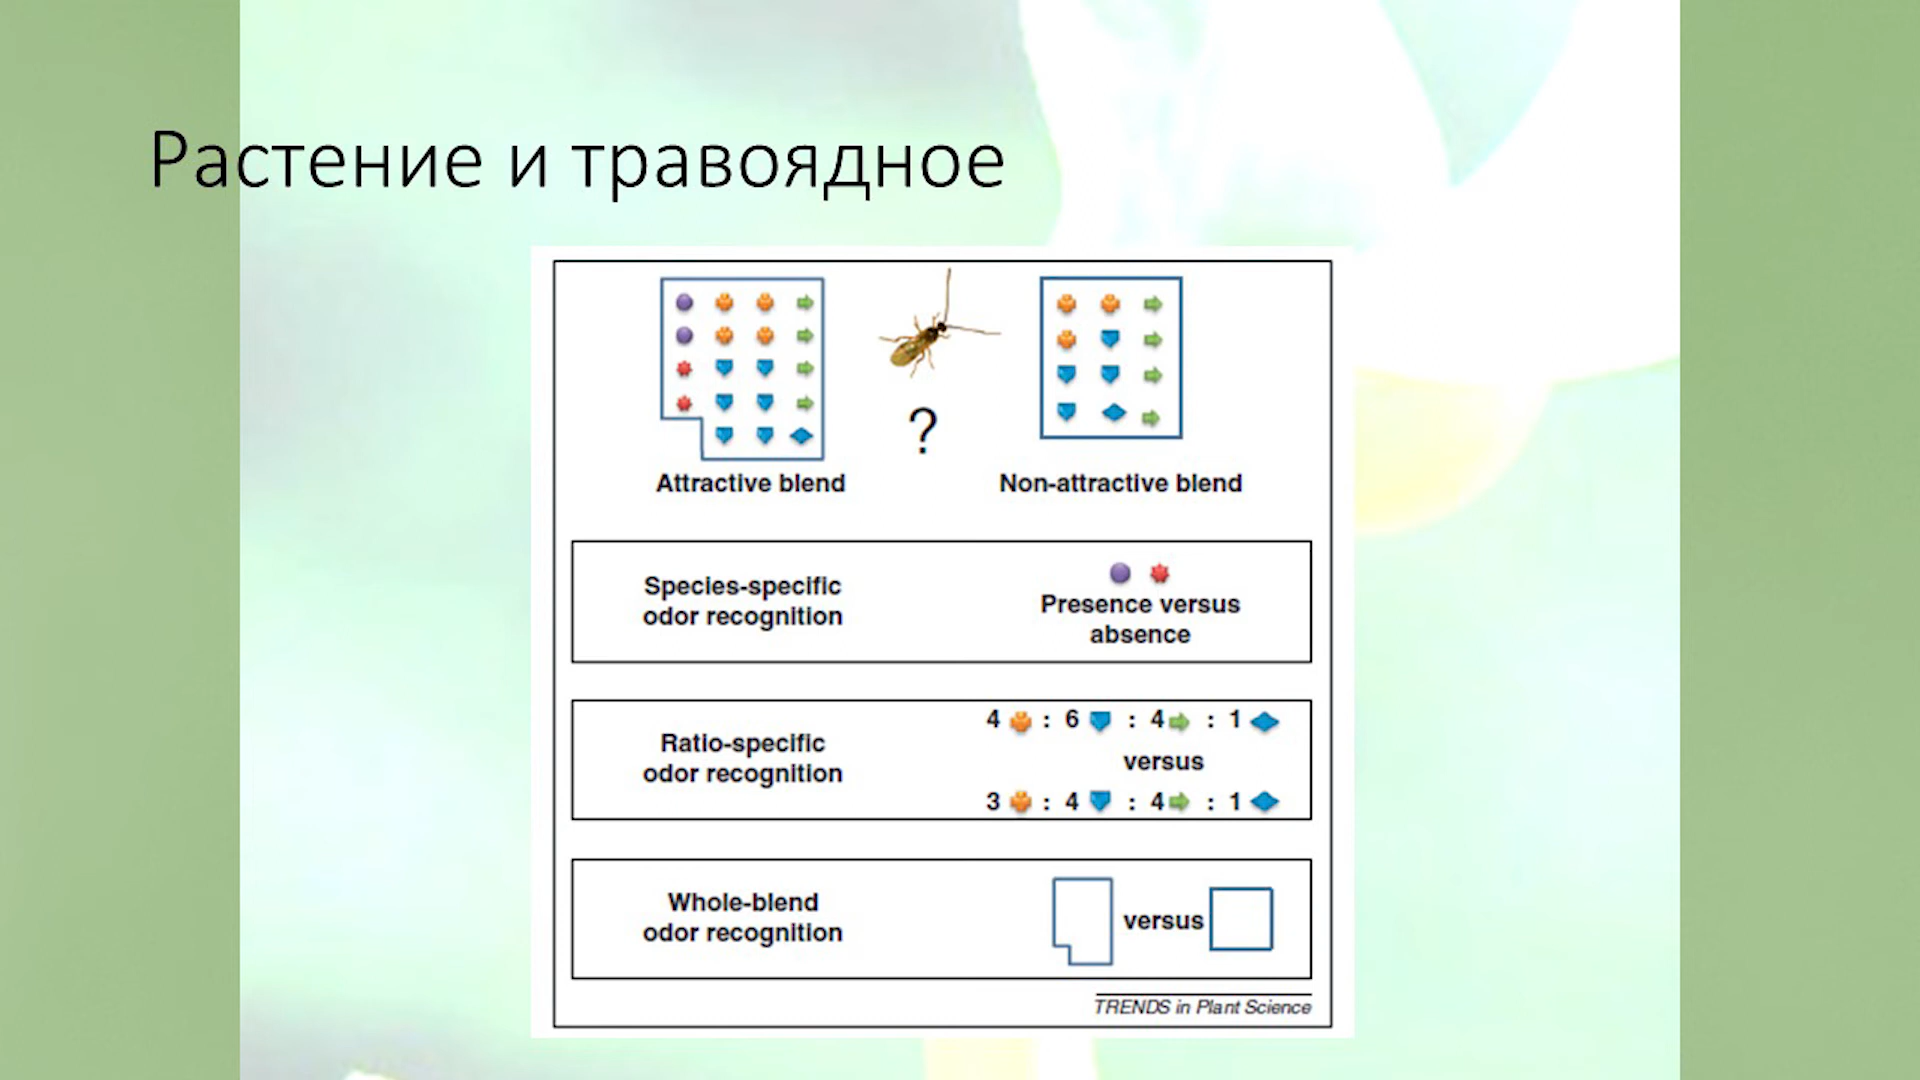 Растение и травоядное
?
Attractive blend
Non-attractive blend
Species-specific
odor recognition
Presence versus
absence
Ratio-specific
odor recognition
4 : 6 : 4 : 1
versus
3 : 4 : 4 : 1
Whole-blend
odor recognition
versus
TRENDS in Plant Science